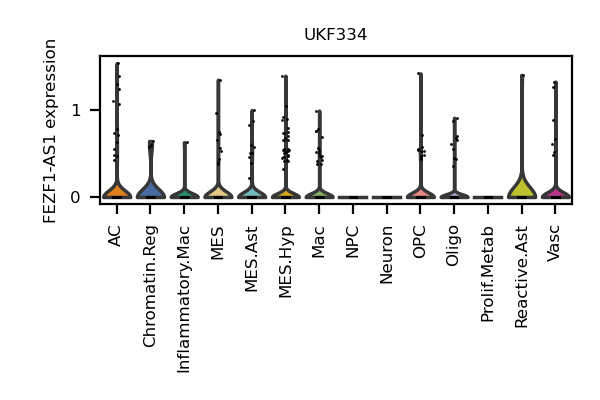 UKF334
FEZF1-AS1 expression
1
0
AC
Chromatin.Reg
Inflammatory.Mac
MES
MES.Ast
MES.Hyp
Mac
NPC
Neuron
OPC
Oligo
Prolif.Metab
Reactive.Ast
Vasc